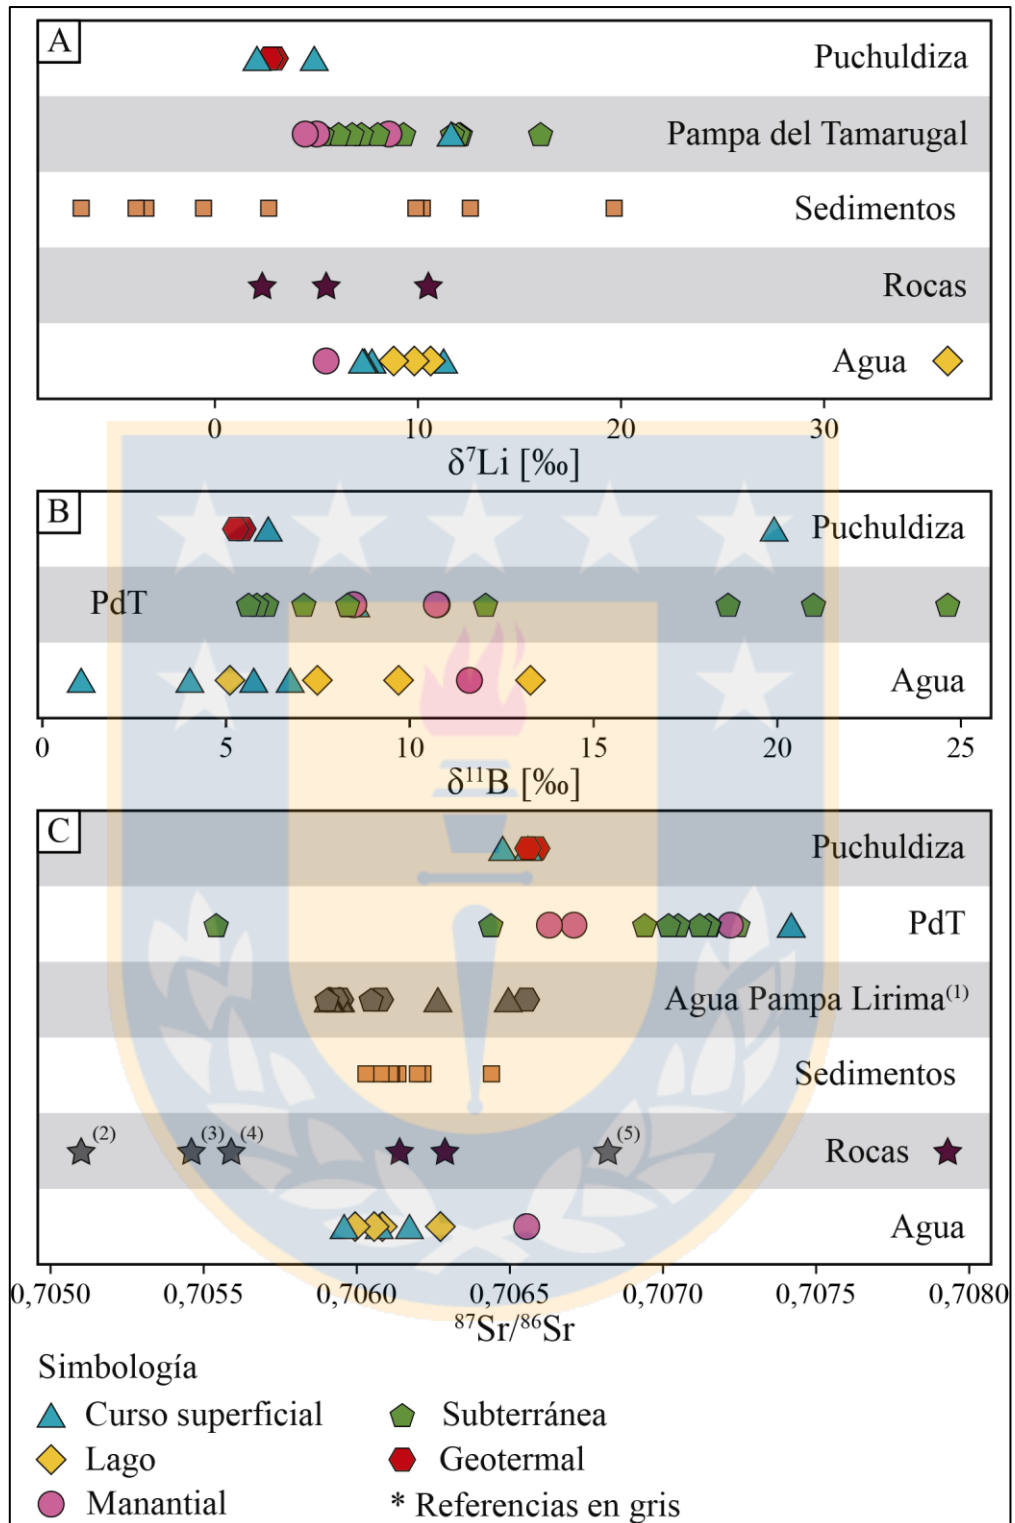 A
Puchuldiza
Pampa del Tamarugal
Sedimentos
Rocas
Agua
0 10 20 30
δ⁷Li [‰]
B
Puchuldiza
PdT
Agua
0 5 10 15 20 25
δ¹¹B [‰]
C
Puchuldiza
PdT
Agua Pampa Lirima⁽¹⁾
Sedimentos
(2) (3) (4) (5) Rocas
Agua
0,7050 0,7055 0,7060 0,7065 0,7070 0,7075 0,7080
⁸⁷Sr/⁸⁶Sr
Simbología
Curso superficial Subterránea
Lago Geotermal
Manantial * Referencias en gris